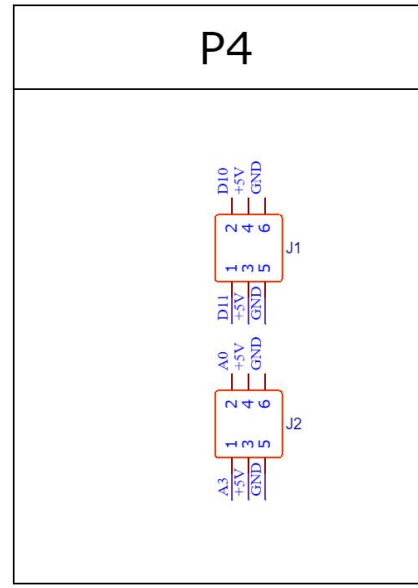 P4
D10 +5V GND
2 4 6
J1
1 3 5
D11 +5V GND
A0 +5V GND
2 4 6
J2
1 3 5
A3 +5V GND